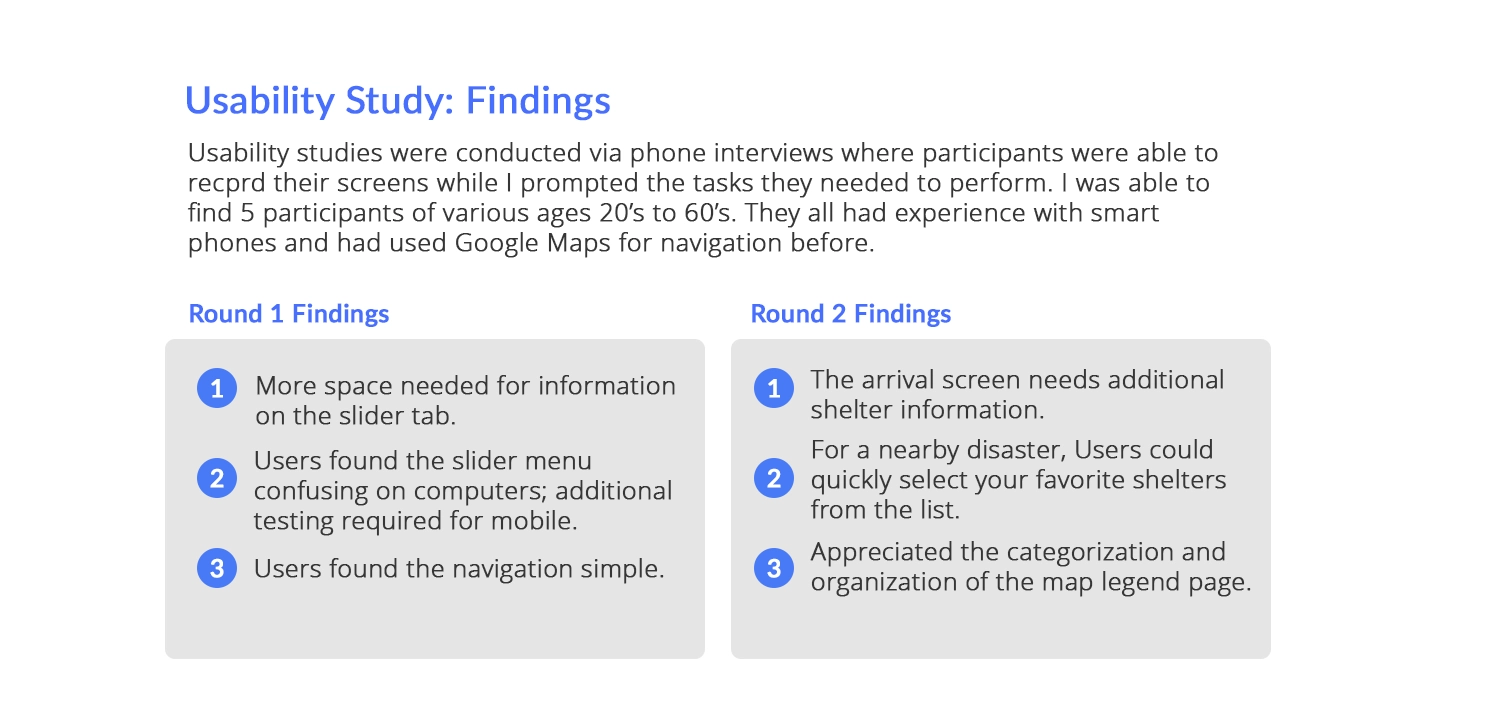 Usability Study: Findings
Usability studies were conducted via phone interviews where participants were able to
recprd their screens while I prompted the tasks they needed to perform. I was able to
find 5 participants of various ages 20’s to 60’s. They all had experience with smart
phones and had used Google Maps for navigation before.
Round 1 Findings
1 More space needed for information
on the slider tab.
2 Users found the slider menu
confusing on computers; additional
testing required for mobile.
3 Users found the navigation simple.
Round 2 Findings
1 The arrival screen needs additional
shelter information.
2 For a nearby disaster, Users could
quickly select your favorite shelters
from the list.
3 Appreciated the categorization and
organization of the map legend page.